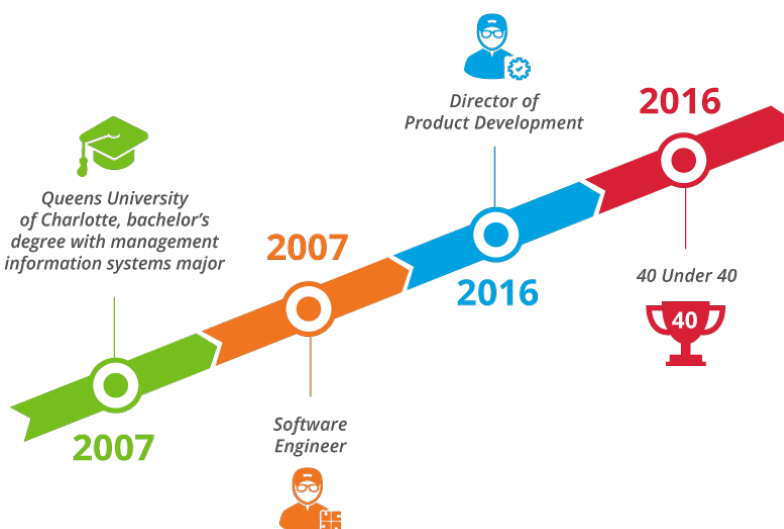 Queens University
of Charlotte, bachelor's
degree with management
information systems major
2007
2007
Software
Engineer
Director of
Product Development
2016
2016
40 Under 40
40